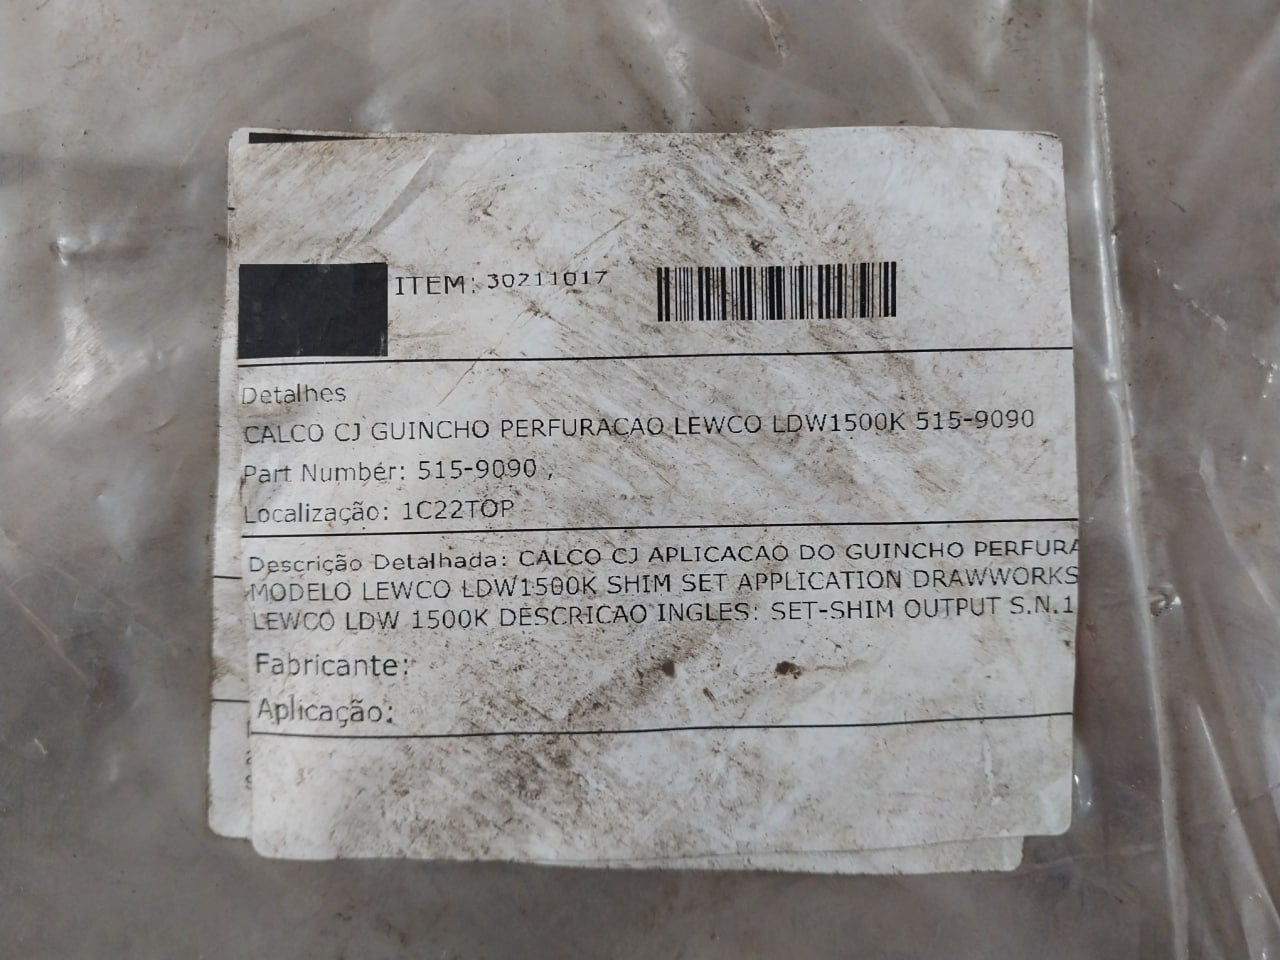 ITEM: 30211017
Detalhes
CALCO CJ GUINCHO PERFURACAO LEWCO LDW1500K 515-9090
Part Number: 515-9090 ,
Localização: 1C22TOP
Descrição Detalhada: CALCO CJ APLICACAO DO GUINCHO PERFURA
MODELO LEWCO LDW1500K SHIM SET APPLICATION DRAWWORKS
LEWCO LDW 1500K DESCRICAO INGLES: SET-SHIM OUTPUT S.N.1
Fabricante:
Aplicação: